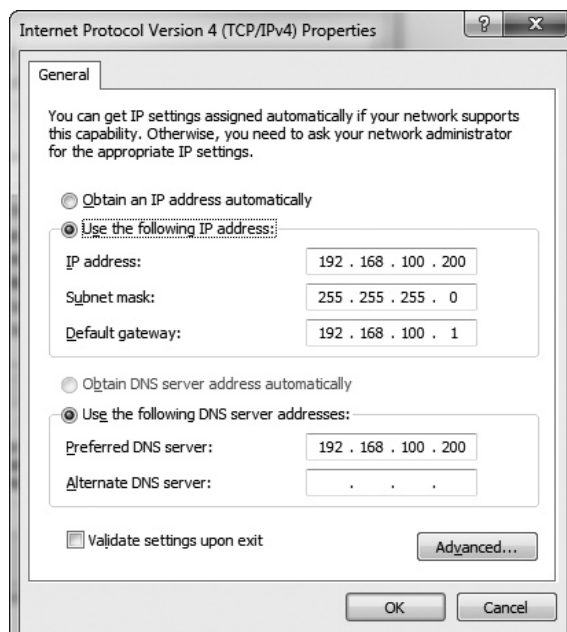 Internet Protocol Version 4 (TCP/IPv4) Properties
?
X
General
You can get IP settings assigned automatically if your network supports
this capability. Otherwise, you need to ask your network administrator
for the appropriate IP settings.
Obtain an IP address automatically
Use the following IP address:
IP address: 192 . 168 . 100 . 200
Subnet mask: 255 . 255 . 255 . 0
Default gateway: 192 . 168 . 100 . 1
Obtain DNS server address automatically
Use the following DNS server addresses:
Preferred DNS server: 192 . 168 . 100 . 200
Alternate DNS server: . . .
Validate settings upon exit
Advanced...
OK Cancel